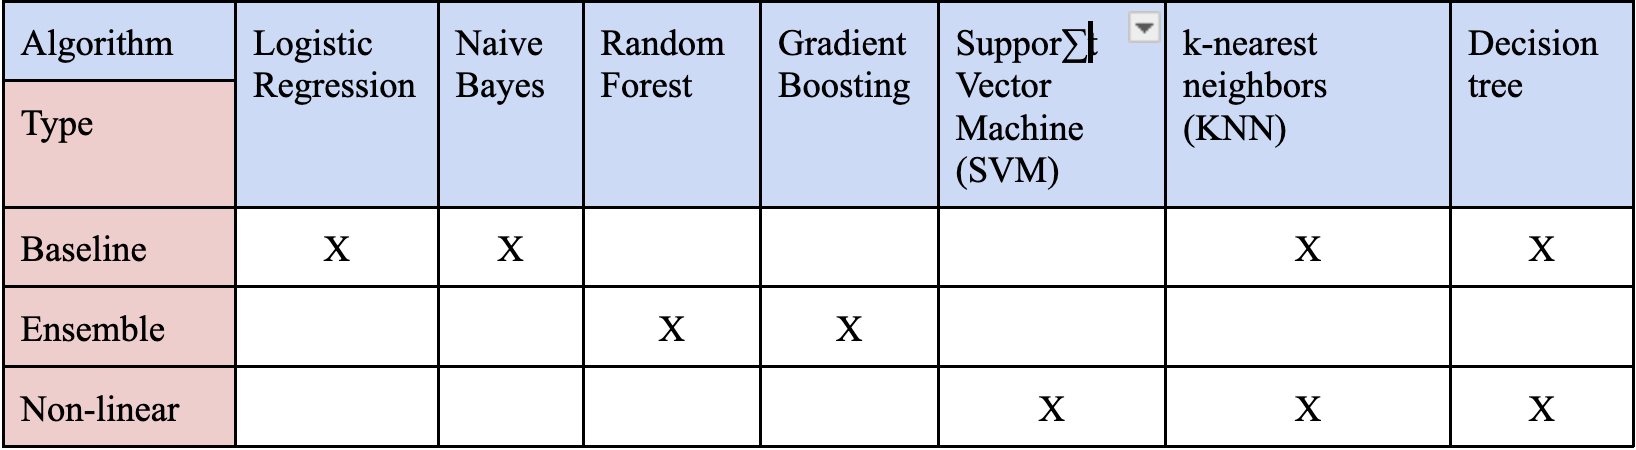 Algorithm
Type
Logistic
Regression
Naive
Bayes
Random
Forest
Gradient
Boosting
Suppor∑t
Vector
Machine
(SVM)
k-nearest
neighbors
(KNN)
Decision
tree
Baseline X X X X
Ensemble X X
Non-linear X X X